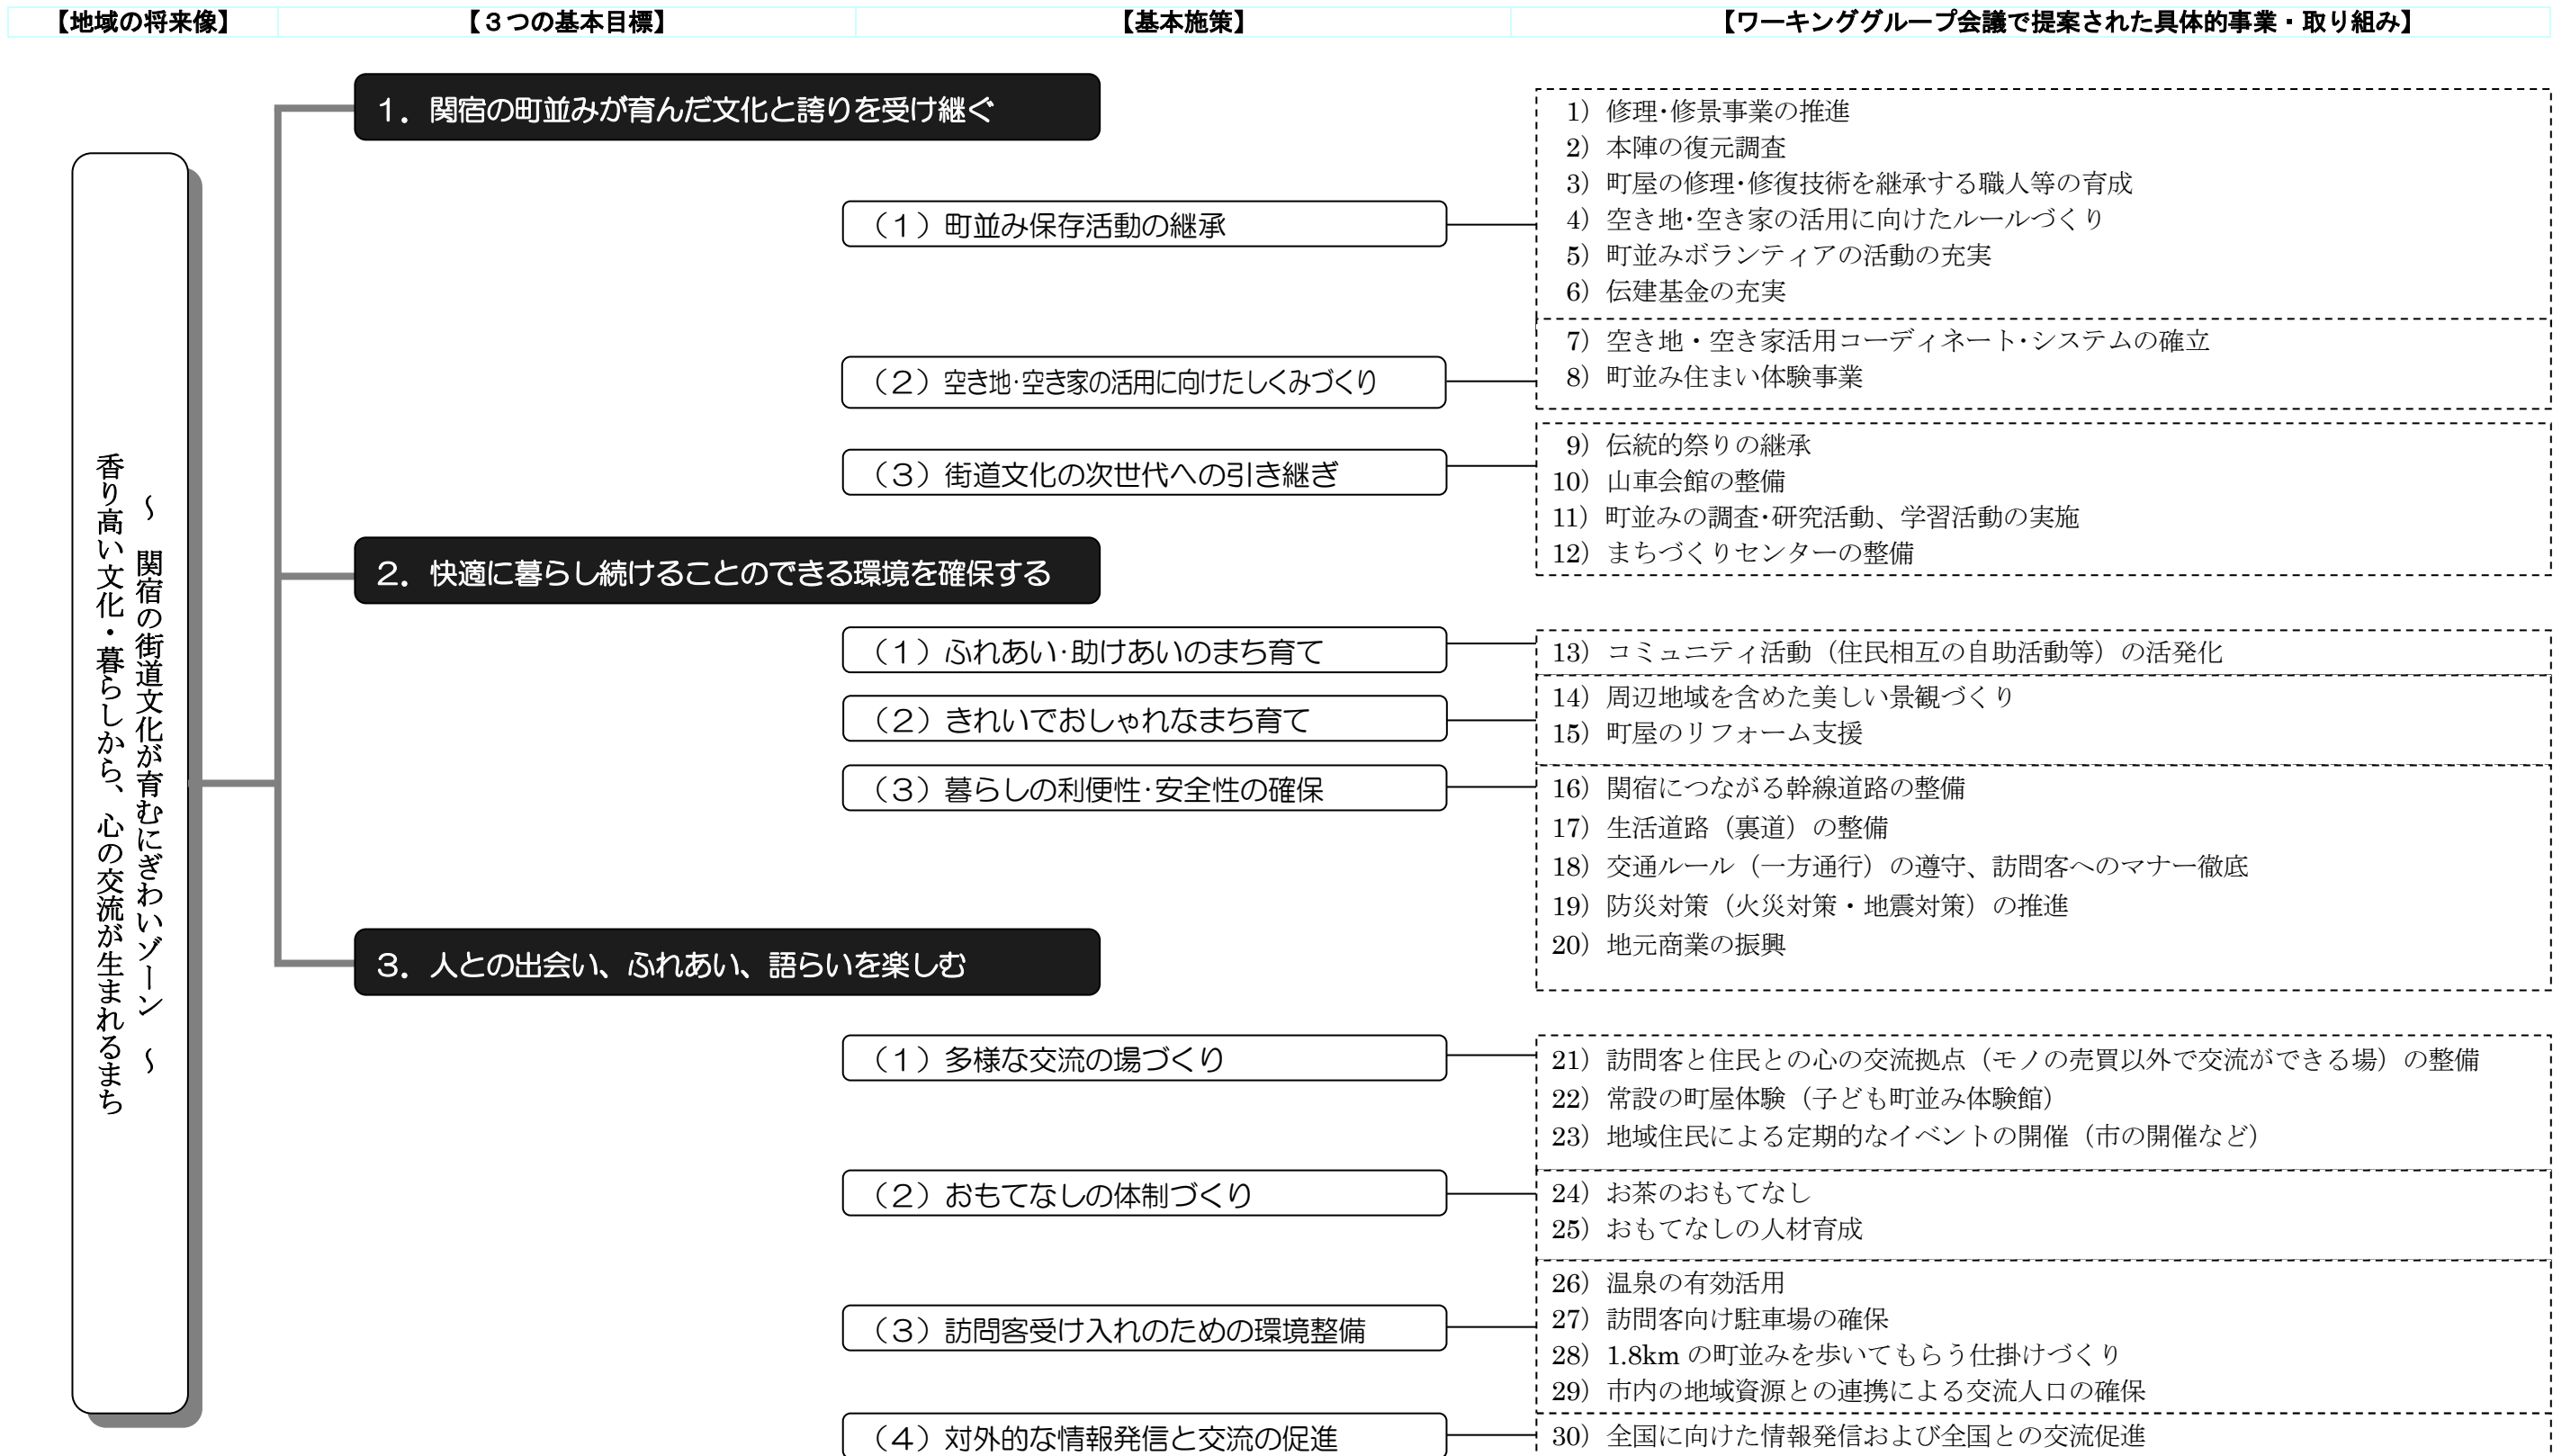 【地域の将来像】
【３つの基本目標】
【基本施策】
【ワーキンググループ会議で提案された具体的事業・取り組み】
～　関宿の街道文化が育むにぎわいゾーン　～
香り高い文化・暮らしから、心の交流が生まれるまち
１．関宿の町並みが育んだ文化と誇りを受け継ぐ
（１）町並み保存活動の継承
1）修理･修景事業の推進
2）本陣の復元調査
3）町屋の修理･修復技術を継承する職人等の育成
4）空き地･空き家の活用に向けたルールづくり
5）町並みボランティアの活動の充実
6）伝建基金の充実
（２）空き地･空き家の活用に向けたしくみづくり
7）空き地・空き家活用コーディネート･システムの確立
8）町並み住まい体験事業
（３）街道文化の次世代への引き継ぎ
9）伝統的祭りの継承
10）山車会館の整備
11）町並みの調査･研究活動、学習活動の実施
12）まちづくりセンターの整備
２．快適に暮らし続けることのできる環境を確保する
（１）ふれあい･助けあいのまち育て
13）コミュニティ活動（住民相互の自助活動等）の活発化
（２）きれいでおしゃれなまち育て
14）周辺地域を含めた美しい景観づくり
15）町屋のリフォーム支援
（３）暮らしの利便性･安全性の確保
16）関宿につながる幹線道路の整備
17）生活道路（裏道）の整備
18）交通ルール（一方通行）の遵守、訪問客へのマナー徹底
19）防災対策（火災対策・地震対策）の推進
20）地元商業の振興
３．人との出会い、ふれあい、語らいを楽しむ
（１）多様な交流の場づくり
21）訪問客と住民との心の交流拠点（モノの売買以外で交流ができる場）の整備
22）常設の町屋体験（子ども町並み体験館）
23）地域住民による定期的なイベントの開催（市の開催など）
（２）おもてなしの体制づくり
24）お茶のおもてなし
25）おもてなしの人材育成
（３）訪問客受け入れのための環境整備
26）温泉の有効活用
27）訪問客向け駐車場の確保
28）1.8km の町並みを歩いてもらう仕掛けづくり
29）市内の地域資源との連携による交流人口の確保
（４）対外的な情報発信と交流の促進
30）全国に向けた情報発信および全国との交流促進